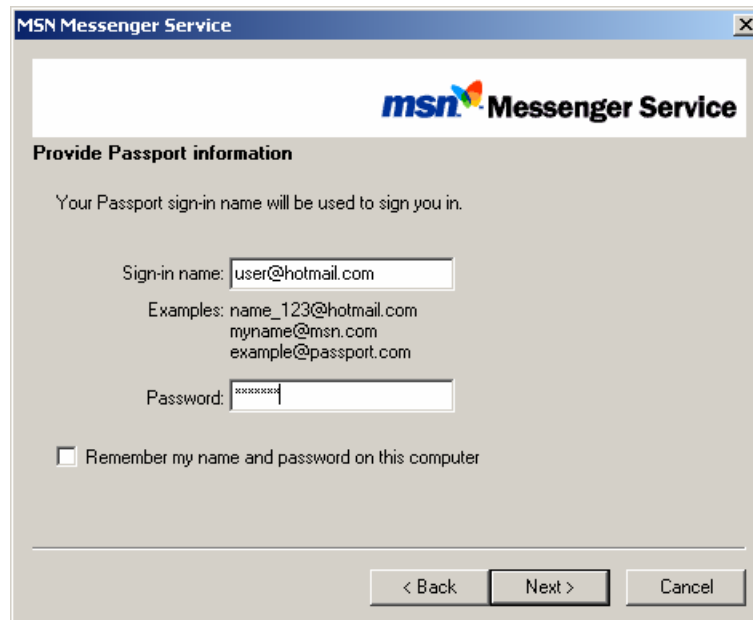 MSN Messenger Service
msn Messenger Service
Provide Passport information
Your Passport sign-in name will be used to sign you in.
Sign-in name: user@hotmail.com
Examples: name_123@hotmail.com
myname@msn.com
example@passport.com
Password: xxxxxxx
Remember my name and password on this computer
< Back Next > Cancel